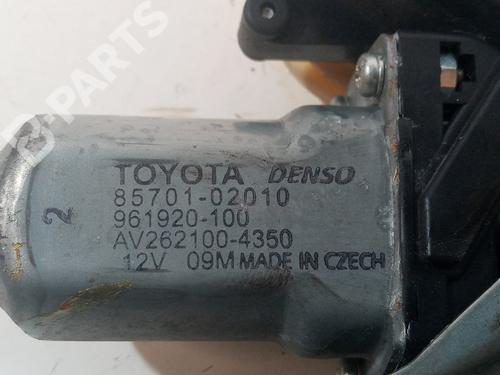 B-PARTS
TOYOTA DENSO
85701-02010
961920-100
AV262100-4350
12V 09M MADE IN CZECH
2